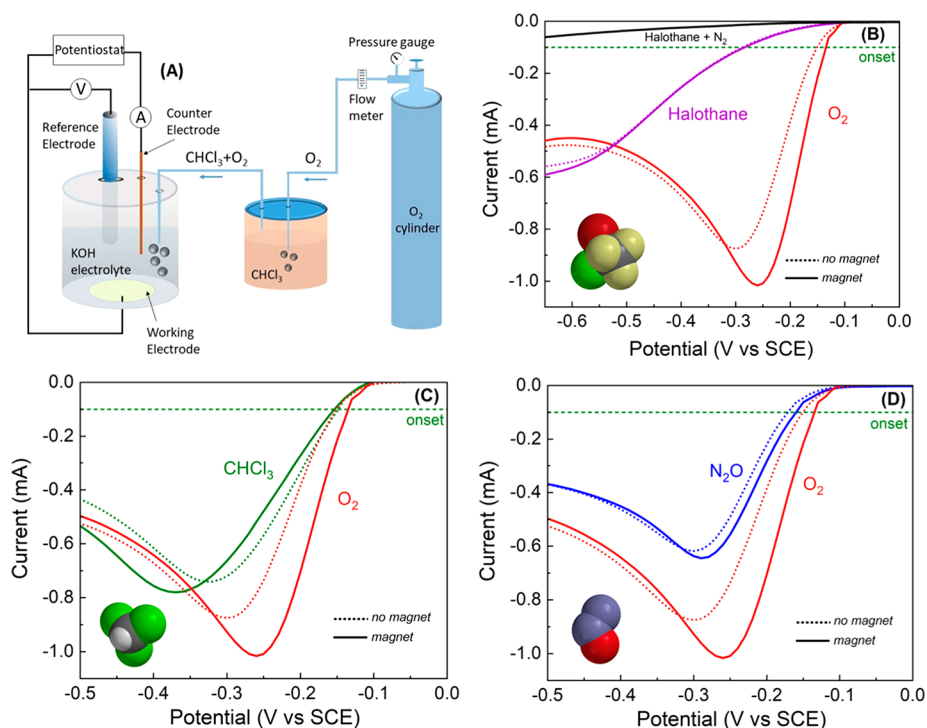 Potentiostat
(A)
V
A
Reference
Electrode
Counter
Electrode
CHCl3+O2
O2
Pressure gauge
Flow
meter
O2
cylinder
KOH
electrolyte
CHCl3
Working
Electrode
(B)
Halothane + N2
onset
Halothane
O2
no magnet
magnet
0.0
-0.2
-0.4
-0.6
-0.8
-1.0
Current (mA)
-0.6
-0.5
-0.4
-0.3
-0.2
-0.1
0.0
Potential (V vs SCE)
(C)
onset
CHCl3
O2
no magnet
magnet
0.0
-0.2
-0.4
-0.6
-0.8
-1.0
Current (mA)
-0.5
-0.4
-0.3
-0.2
-0.1
0.0
Potential (V vs SCE)
(D)
onset
N2O
O2
no magnet
magnet
0.0
-0.2
-0.4
-0.6
-0.8
-1.0
Current (mA)
-0.5
-0.4
-0.3
-0.2
-0.1
0.0
Potential (V vs SCE)